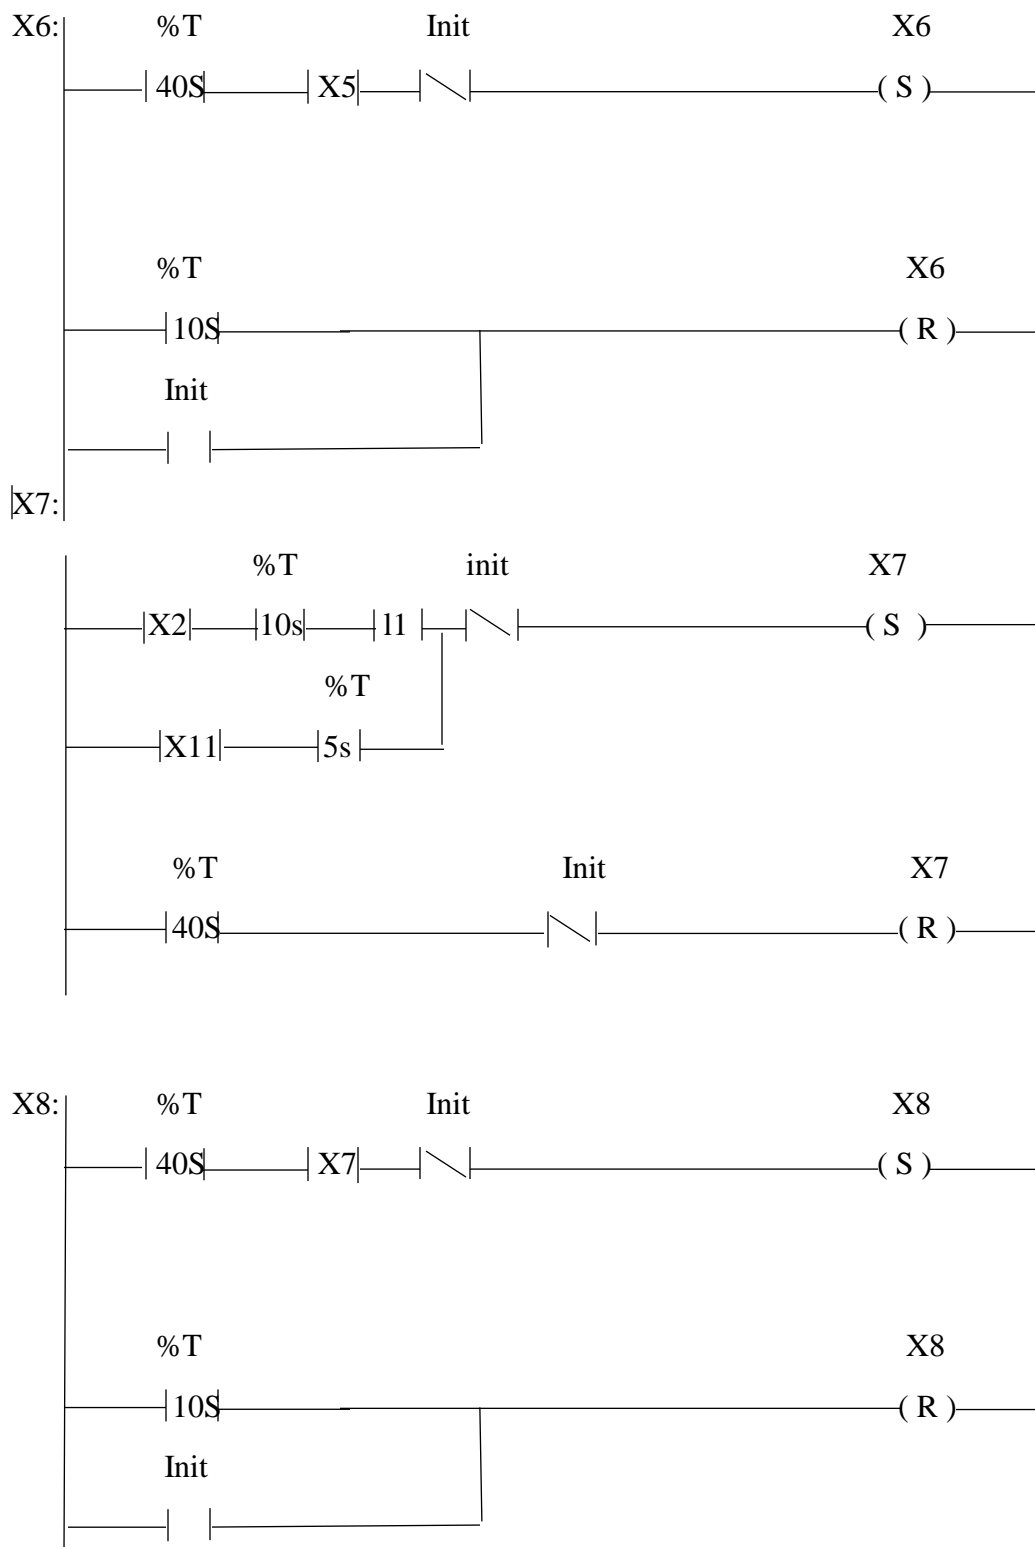 X6: %T Init X6
40S X5 ( S )
%T X6
10S ( R )
Init
X7:
%T init X7
X2 10s l1 ( S )
%T
X11 5s
%T Init X7
40S ( R )
X8: %T Init X8
40S X7 ( S )
%T X8
10S ( R )
Init